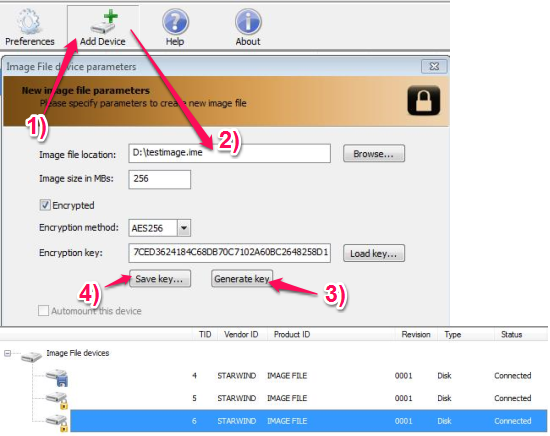 Preferences Add Device Help About
Image File device parameters
New image file parameters
Please specify parameters to create new image file
1)
2)
Image file location: D:\testimage.ime Browse...
Image size in MBs: 256
Encrypted
Encryption method: AES256
Encryption key: 7CED3624184C68DB70C7102A60BC2648258D1 Load key...
4) Save key... Generate key 3)
Automount this device
TID Vendor ID Product ID Revision Type Status
Image File devices
4 STARWIND IMAGE FILE 0001 Disk Connected
5 STARWIND IMAGE FILE 0001 Disk Connected
6 STARWIND IMAGE FILE 0001 Disk Connected